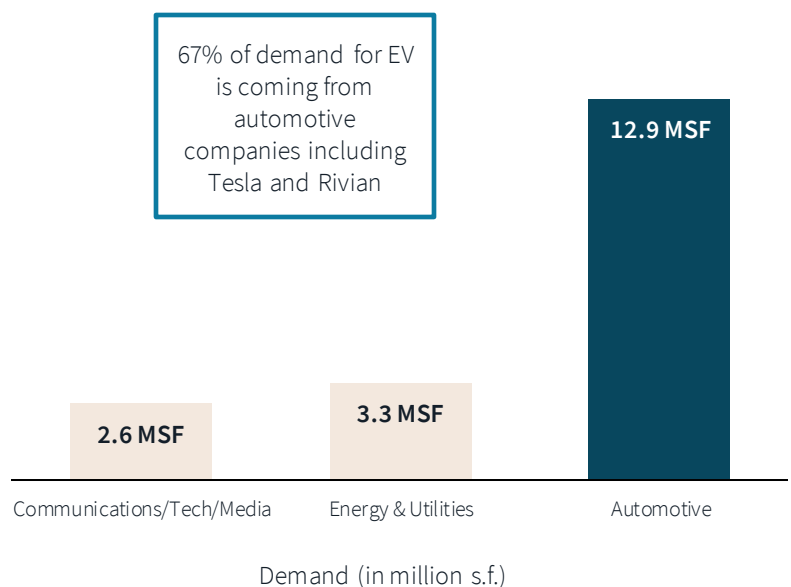 67% of demand for EV
is coming from
automotive
companies including
Tesla and Rivian
12.9 MSF
2.6 MSF
3.3 MSF
Communications/Tech/Media
Energy & Utilities
Automotive
Demand (in million s.f.)